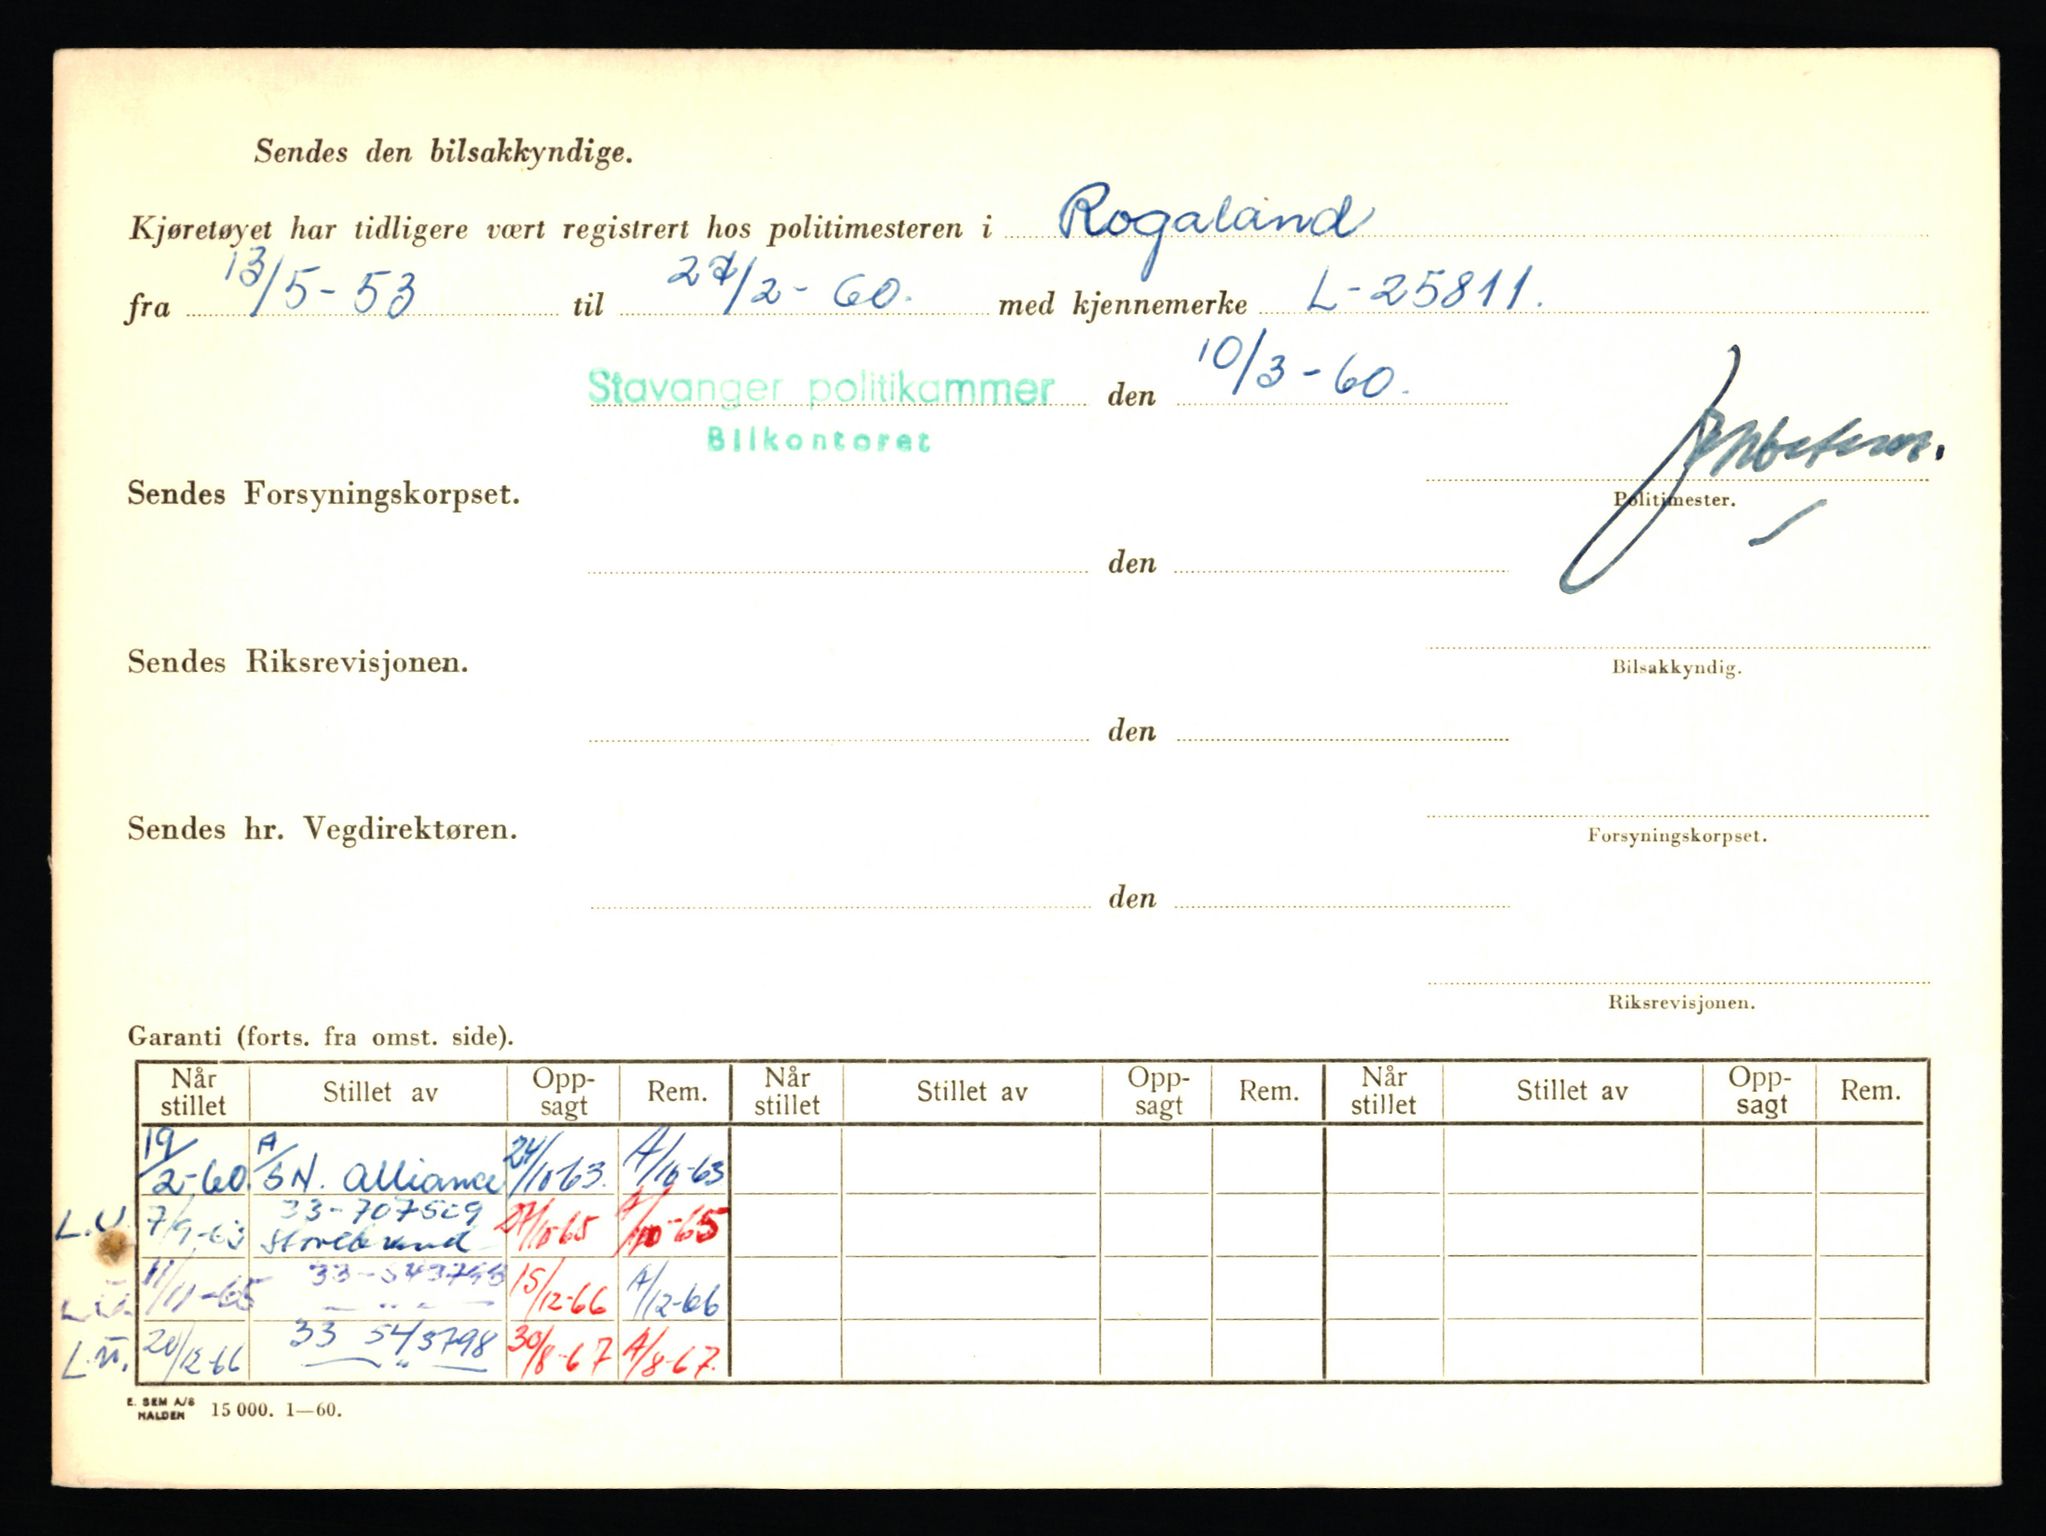 Sendes den bilsakkyndige.
Kjøretøyet har tidligere vært registrert hos politimesteren i Rogaland
fra 13/5-53 til 27/2-60. med kjennemerke L-25811.
Stavanger politikammer den 10/3-60.
Bilkontoret
Sendes Forsyningskorpset.
Politimester.
den
Sendes Riksrevisjonen.
Bilsakkyndig.
den
Sendes hr. Vegdirektøren.
Forsyningskorpset.
den
Riksrevisjonen.
Garanti (forts. fra omst. side).
Når stillet Stillet av Opp-sagt Rem. Når stillet Stillet av Opp-sagt Rem. Når stillet Stillet av Opp-sagt Rem.
19/2-60. A/S N. Alliance 24/10-63. A/10-63
L.U. 7/9-63 Storebrand 27/10-65 A/10-65
11/11-65 15/12-66 A/12-66
L.U. 20/12-66 33 543798 30/8-67 A/8-67.
E. SEM A/S HALDEN 15 000. 1—60.